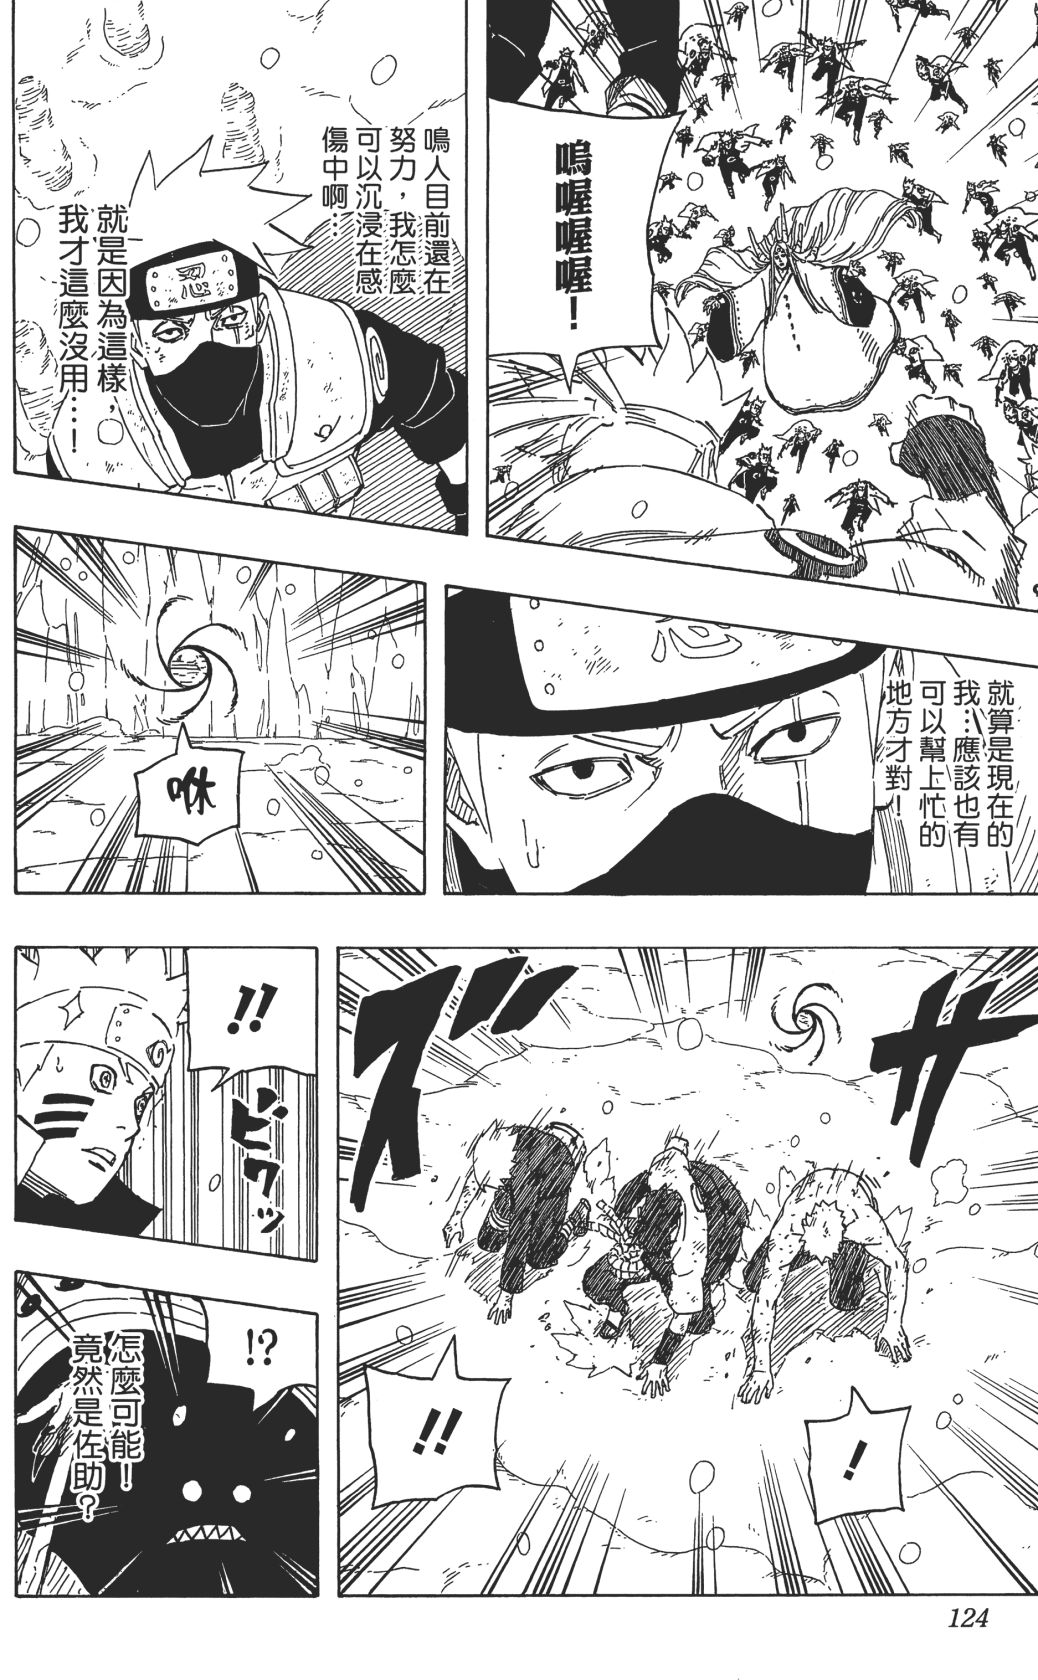 嗚喔喔喔！
鳴人目前還在
努力，我怎麼
可以沉浸在感
傷中啊…
就是因為這樣，
我才這麼沒用…！
忍
就算是現在的
我…應該也有
可以幫上忙的
地方才對！
忍
咻
！
!!
!!
ビクッ
!?
怎麼可能！
竟然是佐助？
124